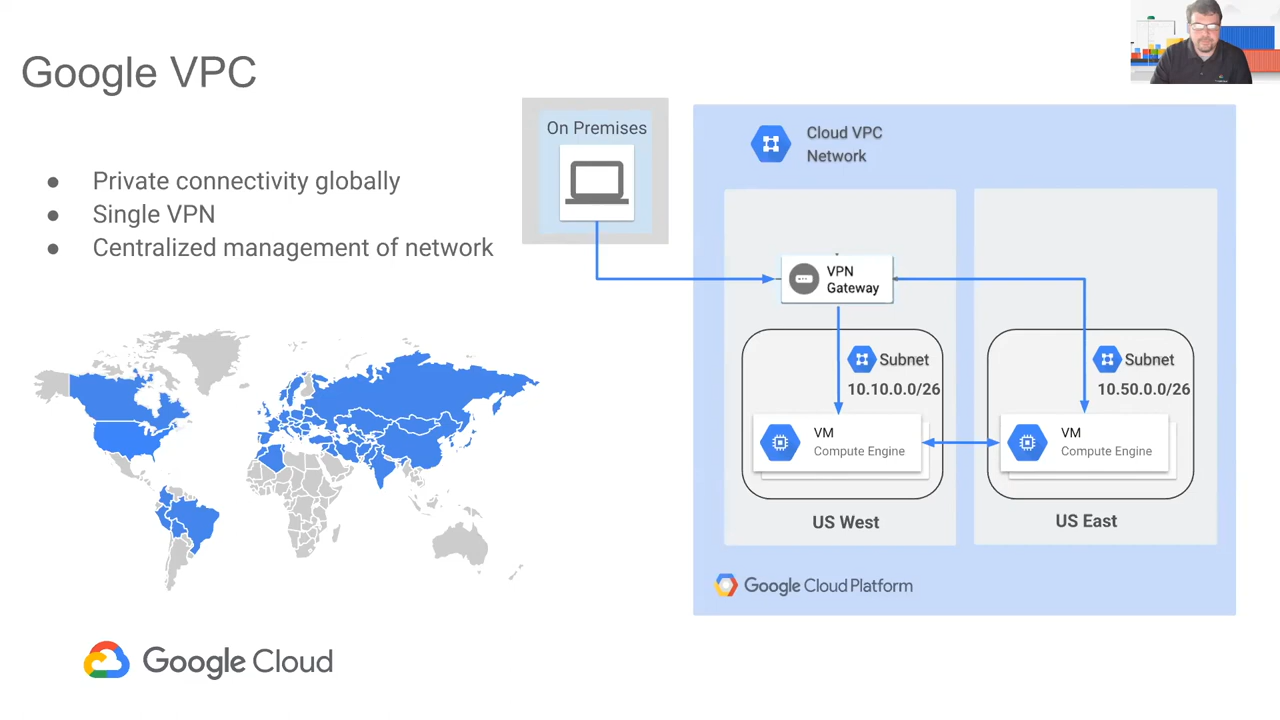 Google VPC
Private connectivity globally
Single VPN
Centralized management of network
On Premises
Cloud VPC
Network
VPN
Gateway
Subnet
10.10.0.0/26
VM
Compute Engine
US West
Subnet
10.50.0.0/26
VM
Compute Engine
US East
Google Cloud Platform
Google Cloud